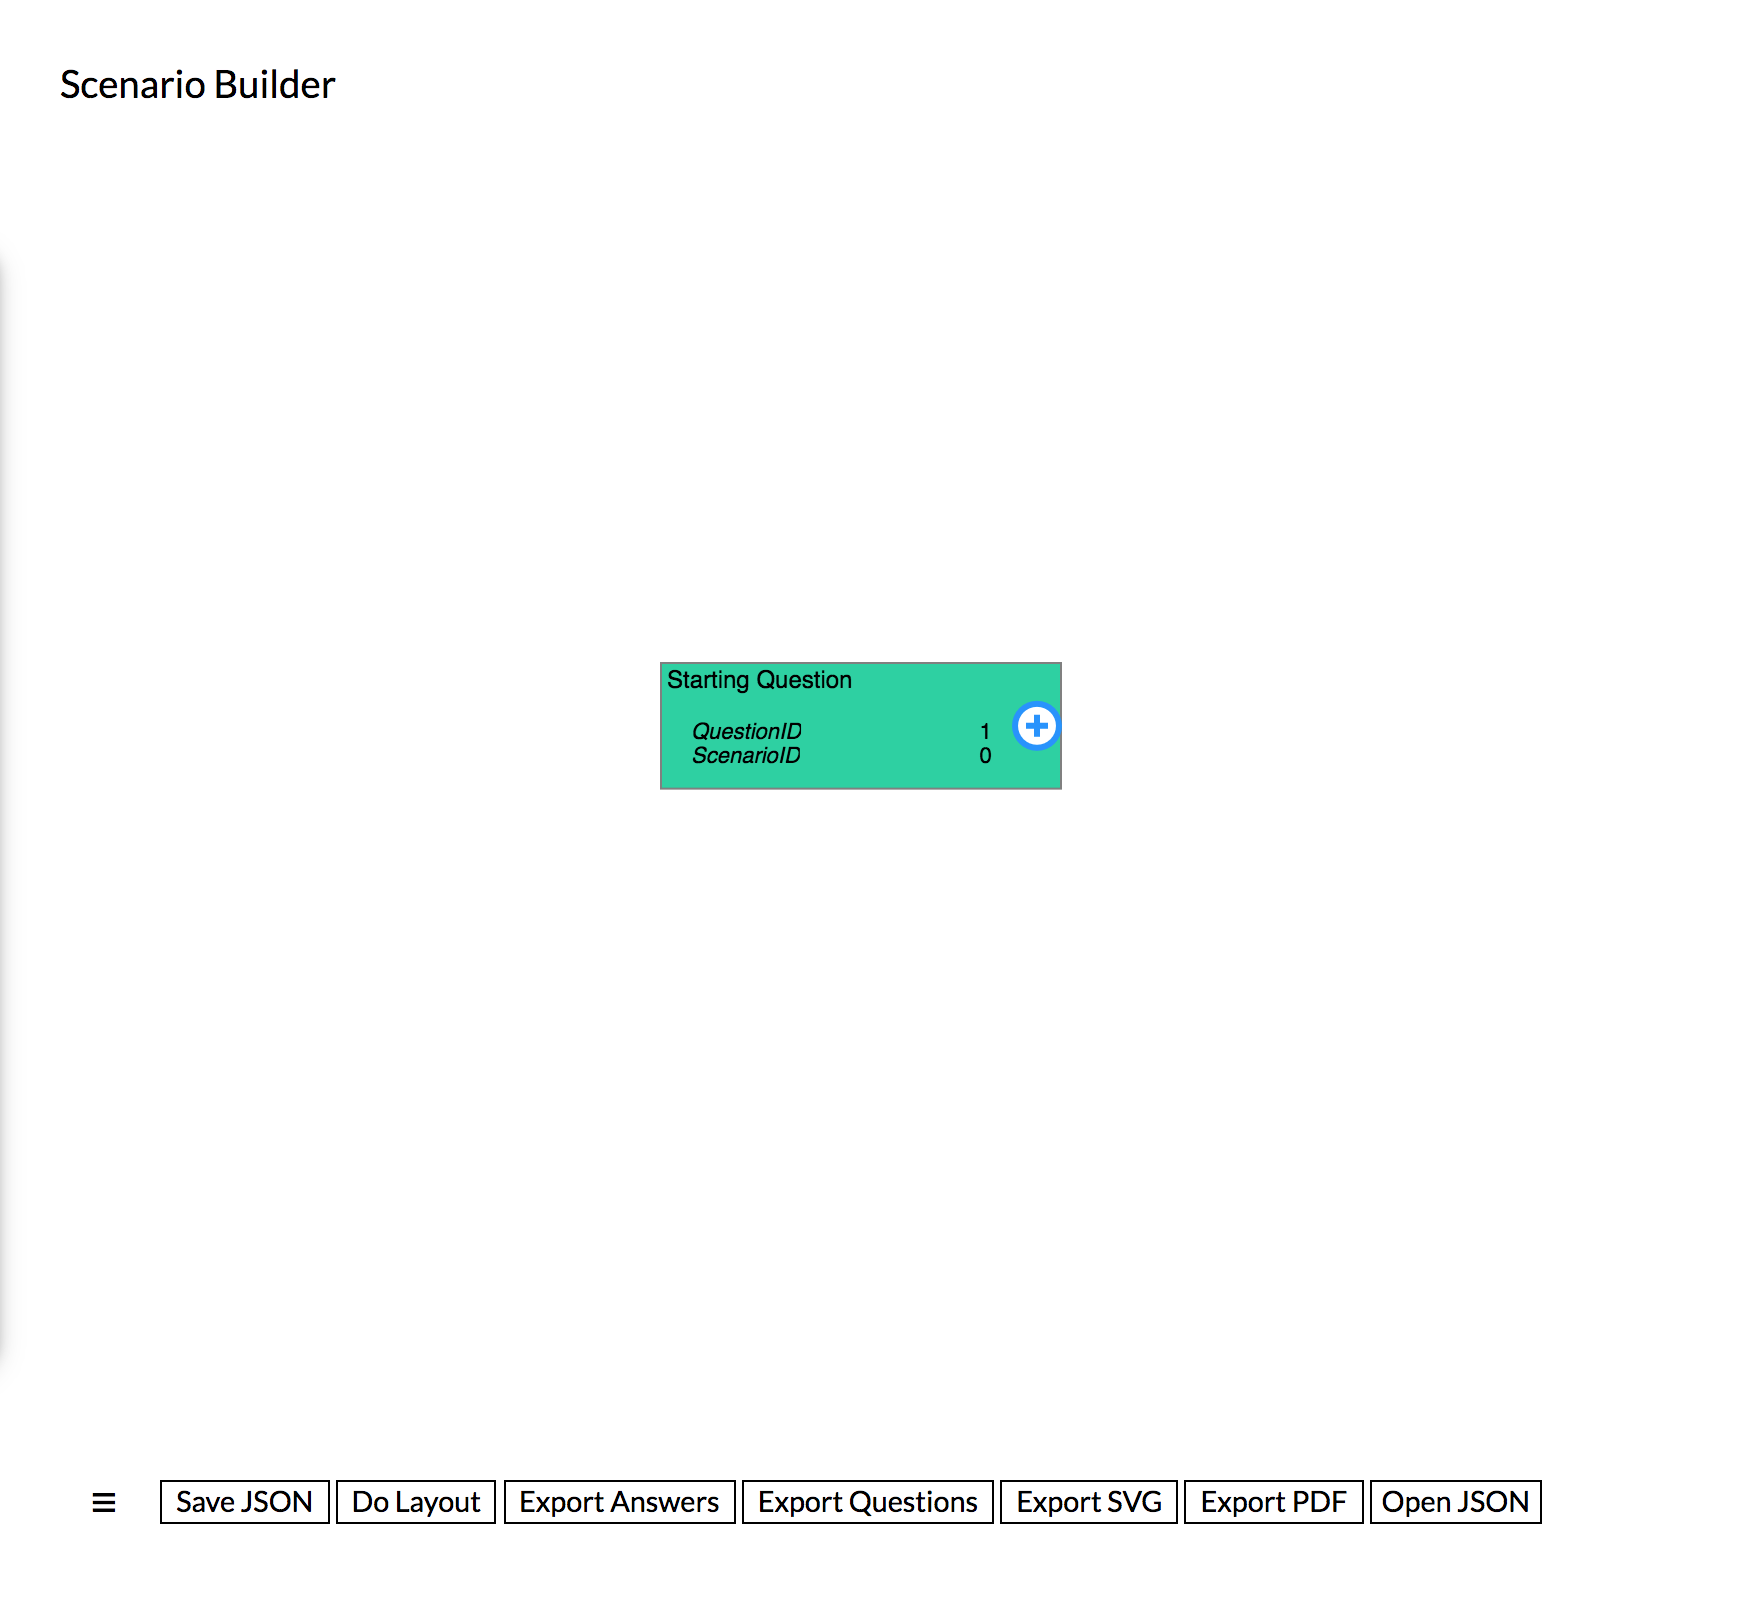 Scenario Builder
Starting Question
QuestionID 1
ScenarioID 0
Save JSON Do Layout Export Answers Export Questions Export SVG Export PDF Open JSON